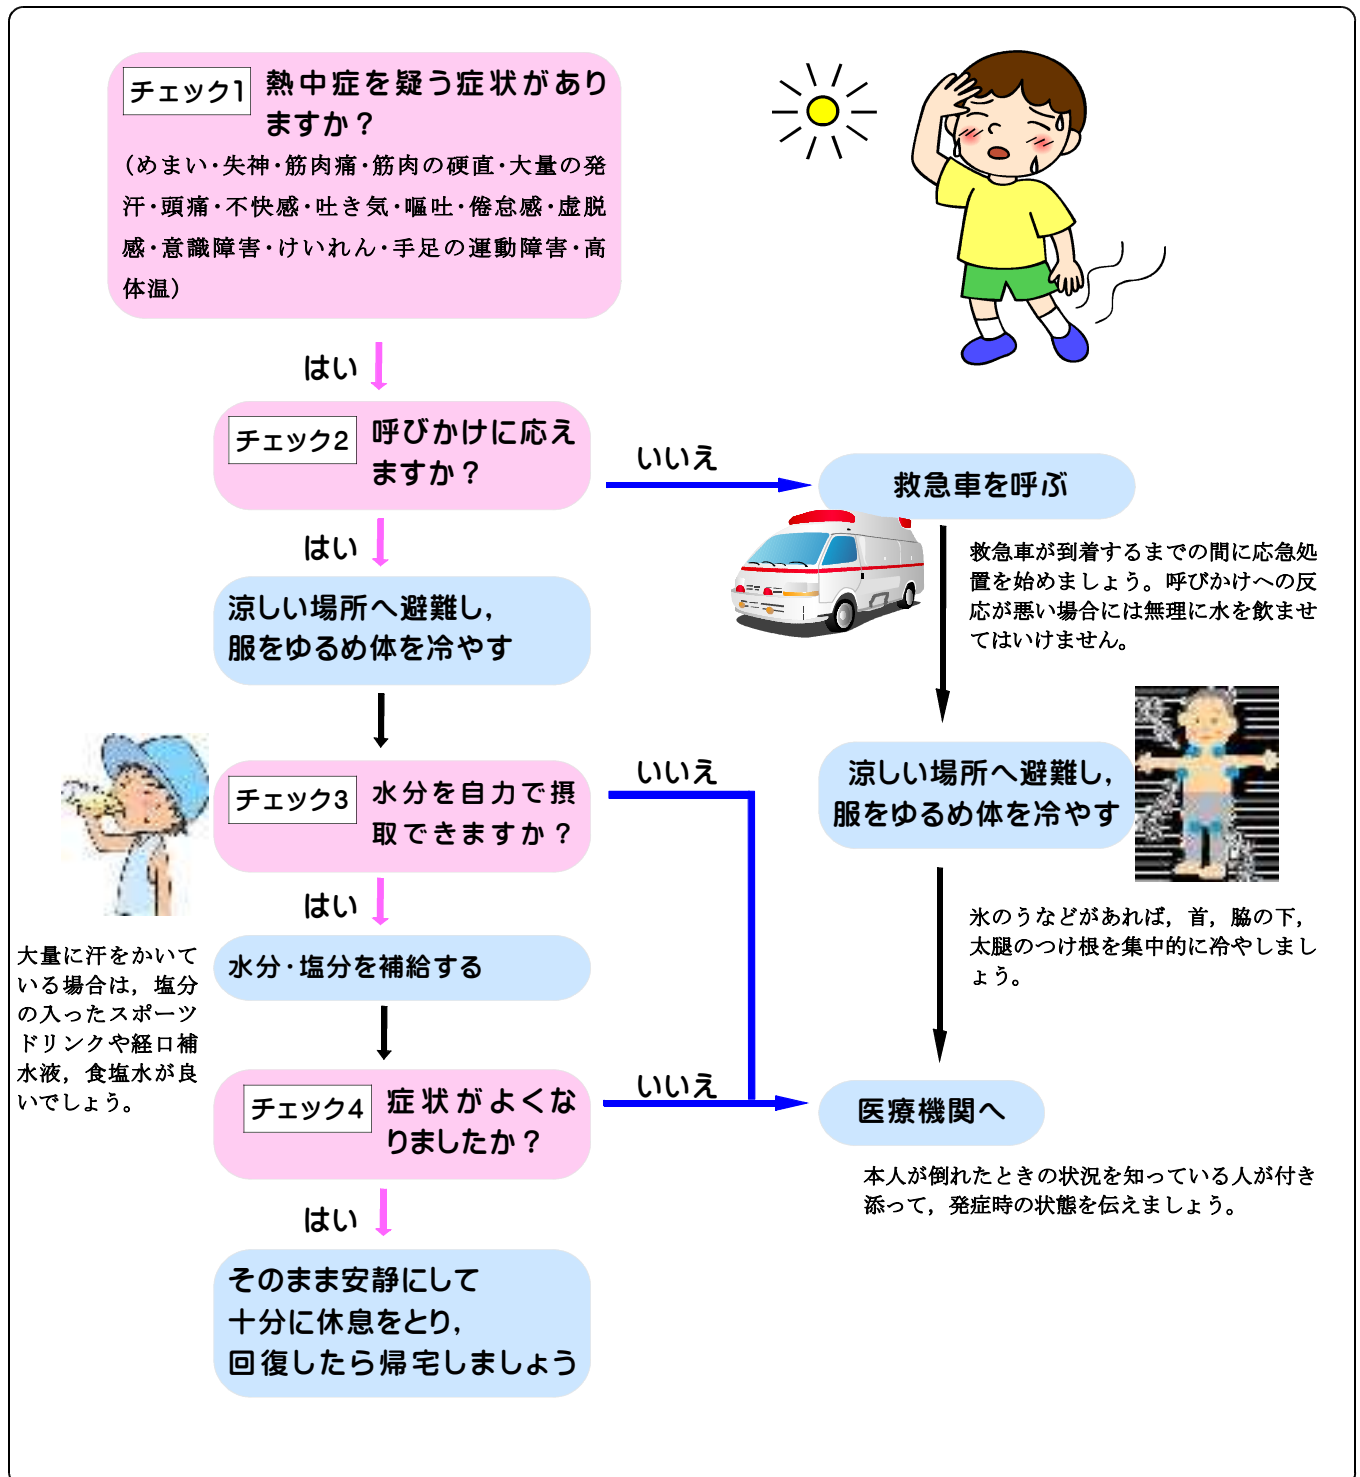 チェック1
熱中症を疑う症状があり
ますか？
（めまい・失神・筋肉痛・筋肉の硬直・大量の発
汗・頭痛・不快感・吐き気・嘔吐・倦怠感・虚脱
感・意識障害・けいれん・手足の運動障害・高
体温）
はい
チェック2
呼びかけに応え
ますか？
いいえ
救急車を呼ぶ
救急車が到着するまでの間に応急処
置を始めましょう。呼びかけへの反
応が悪い場合には無理に水を飲ませ
てはいけません。
はい
涼しい場所へ避難し，
服をゆるめ体を冷やす
涼しい場所へ避難し，
服をゆるめ体を冷やす
氷のうなどがあれば，首，脇の下，
太腿のつけ根を集中的に冷やしまし
ょう。
チェック3
水分を自力で摂
取できますか？
いいえ
はい
大量に汗をかいて
いる場合は，塩分
の入ったスポーツ
ドリンクや経口補
水液，食塩水が良
いでしょう。
水分・塩分を補給する
チェック4
症状がよくな
りましたか？
いいえ
医療機関へ
本人が倒れたときの状況を知っている人が付き
添って，発症時の状態を伝えましょう。
はい
そのまま安静にして
十分に休息をとり，
回復したら帰宅しましょう